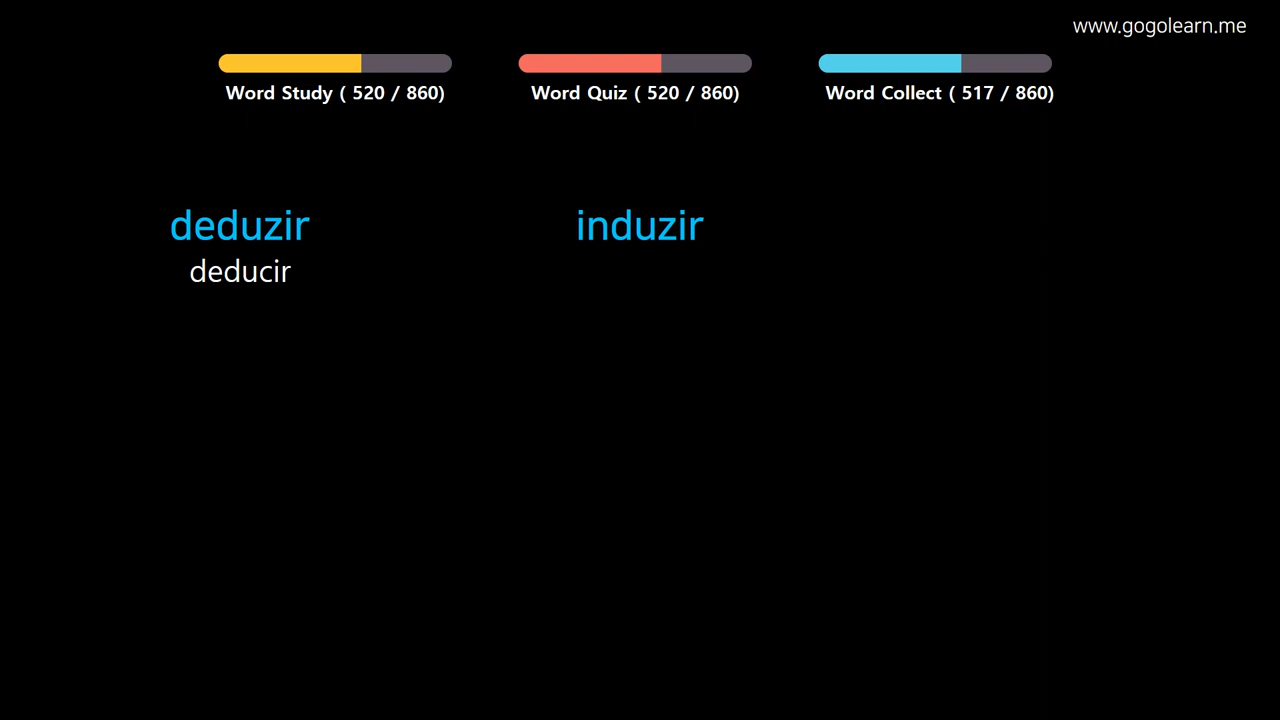 www.gogolearn.me
Word Study ( 520 / 860)
Word Quiz ( 520 / 860)
Word Collect ( 517 / 860)
deduzir
deducir
induzir